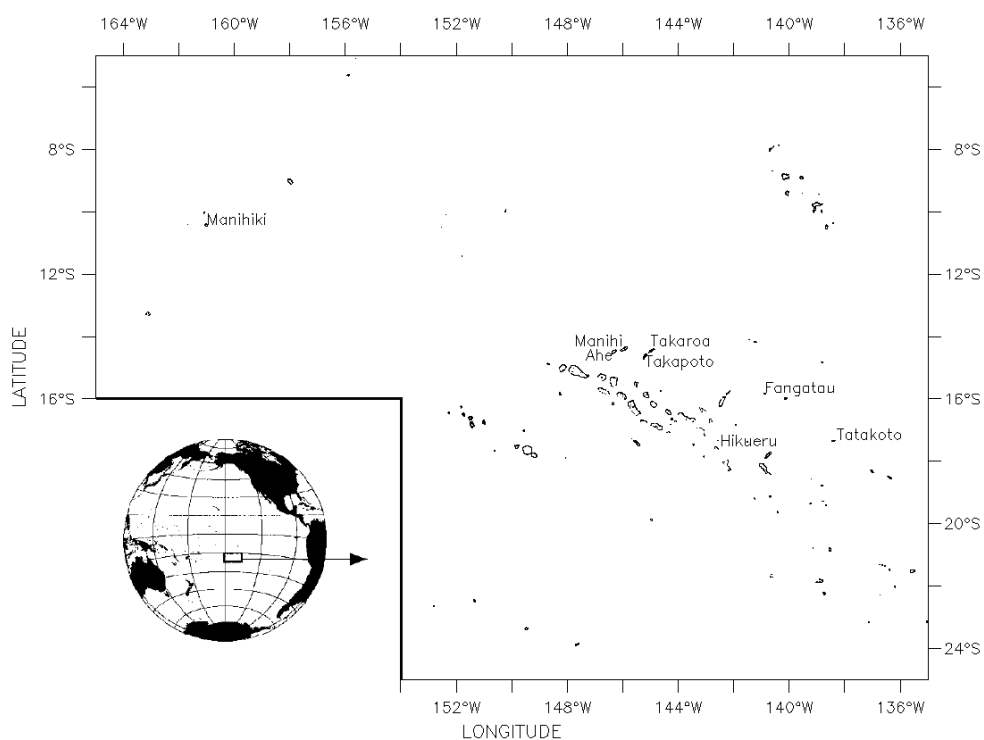 164°W 160°W 156°W 152°W 148°W 144°W 140°W 136°W
8°S 8°S
Manihiki
12°S 12°S
Manihi Takaroa
Ahe Takapoto
Fangatau
16°S 16°S
Tatakoto
Hikueru
20°S
24°S
152°W 148°W 144°W 140°W 136°W
LONGITUDE
LATITUDE